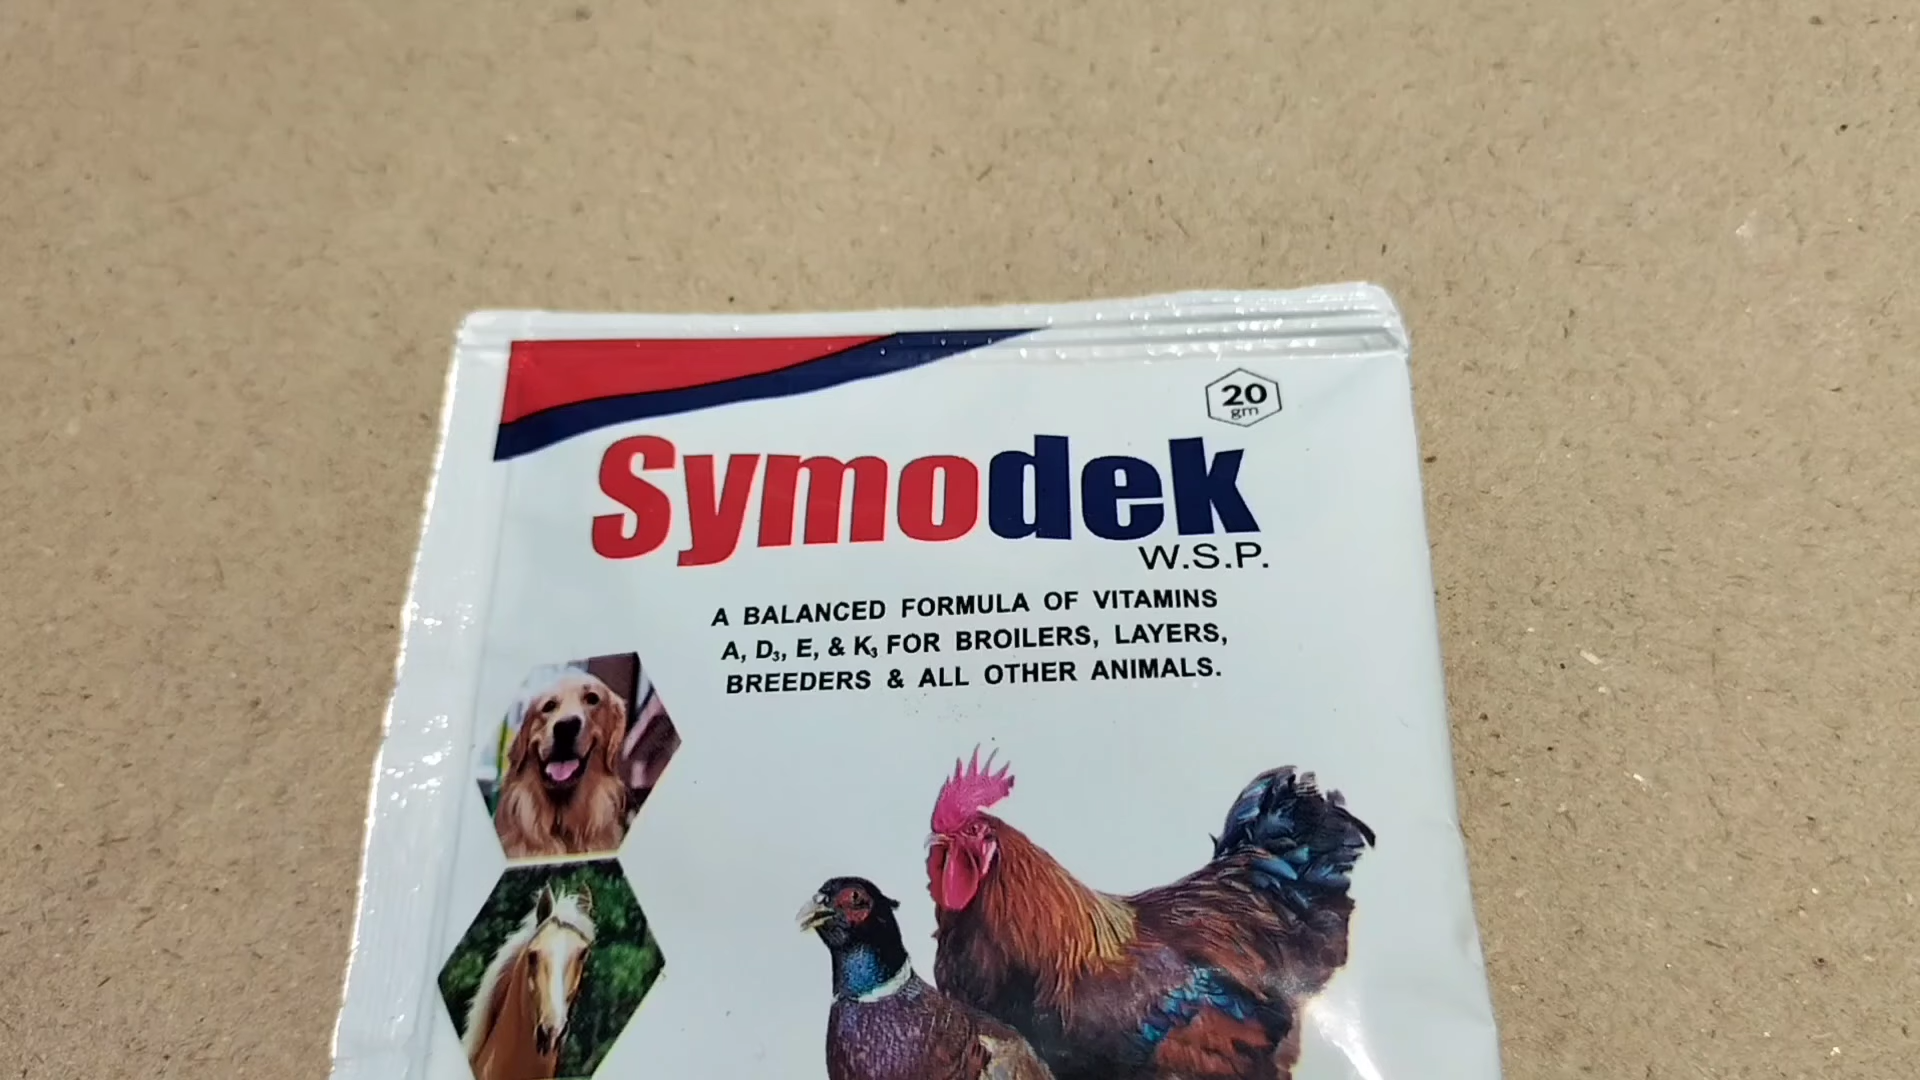 20
gm
Symodek
W.S.P.
A BALANCED FORMULA OF VITAMINS
A, D₃, E, & K₃ FOR BROILERS, LAYERS,
BREEDERS & ALL OTHER ANIMALS.